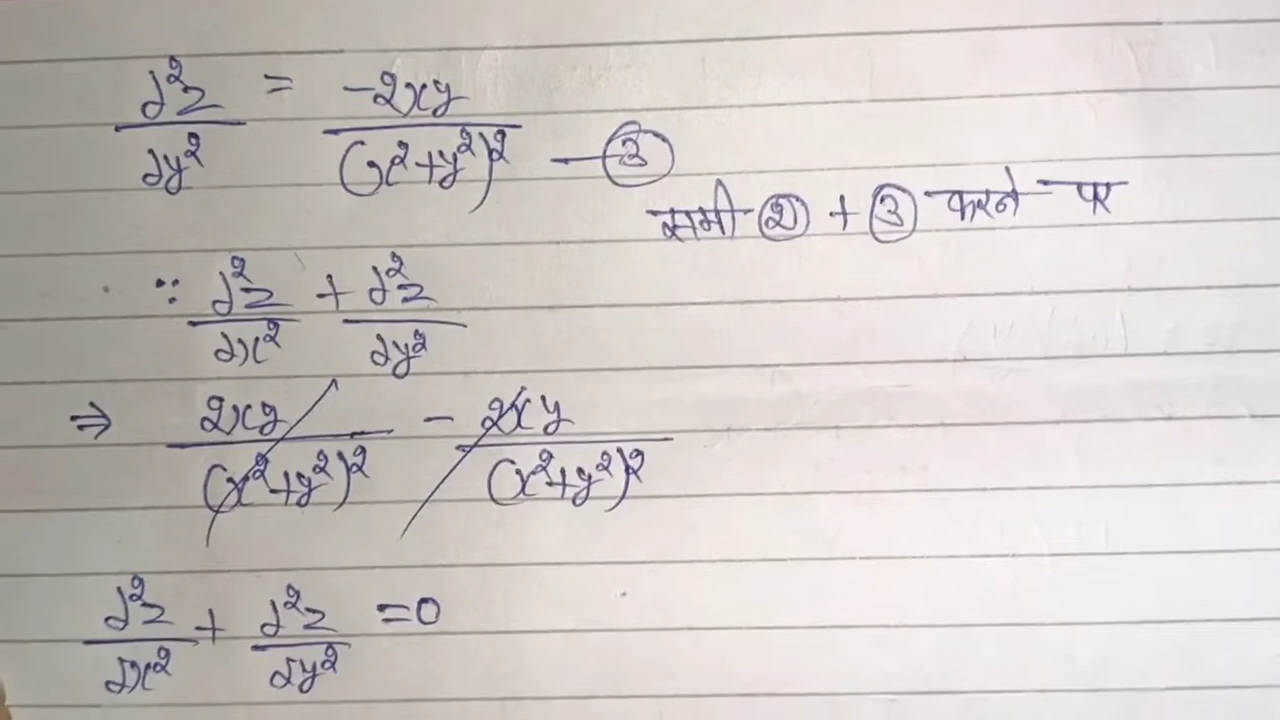 ∂²z/∂y² = -2xy/(x²+y²)² —③
समी ② + ③ करने पर
∵ ∂²z/∂x² + ∂²z/∂y²
⇒ 2xy/(x²+y²)² - 2xy/(x²+y²)²
∂²z/∂x² + ∂²z/∂y² =0